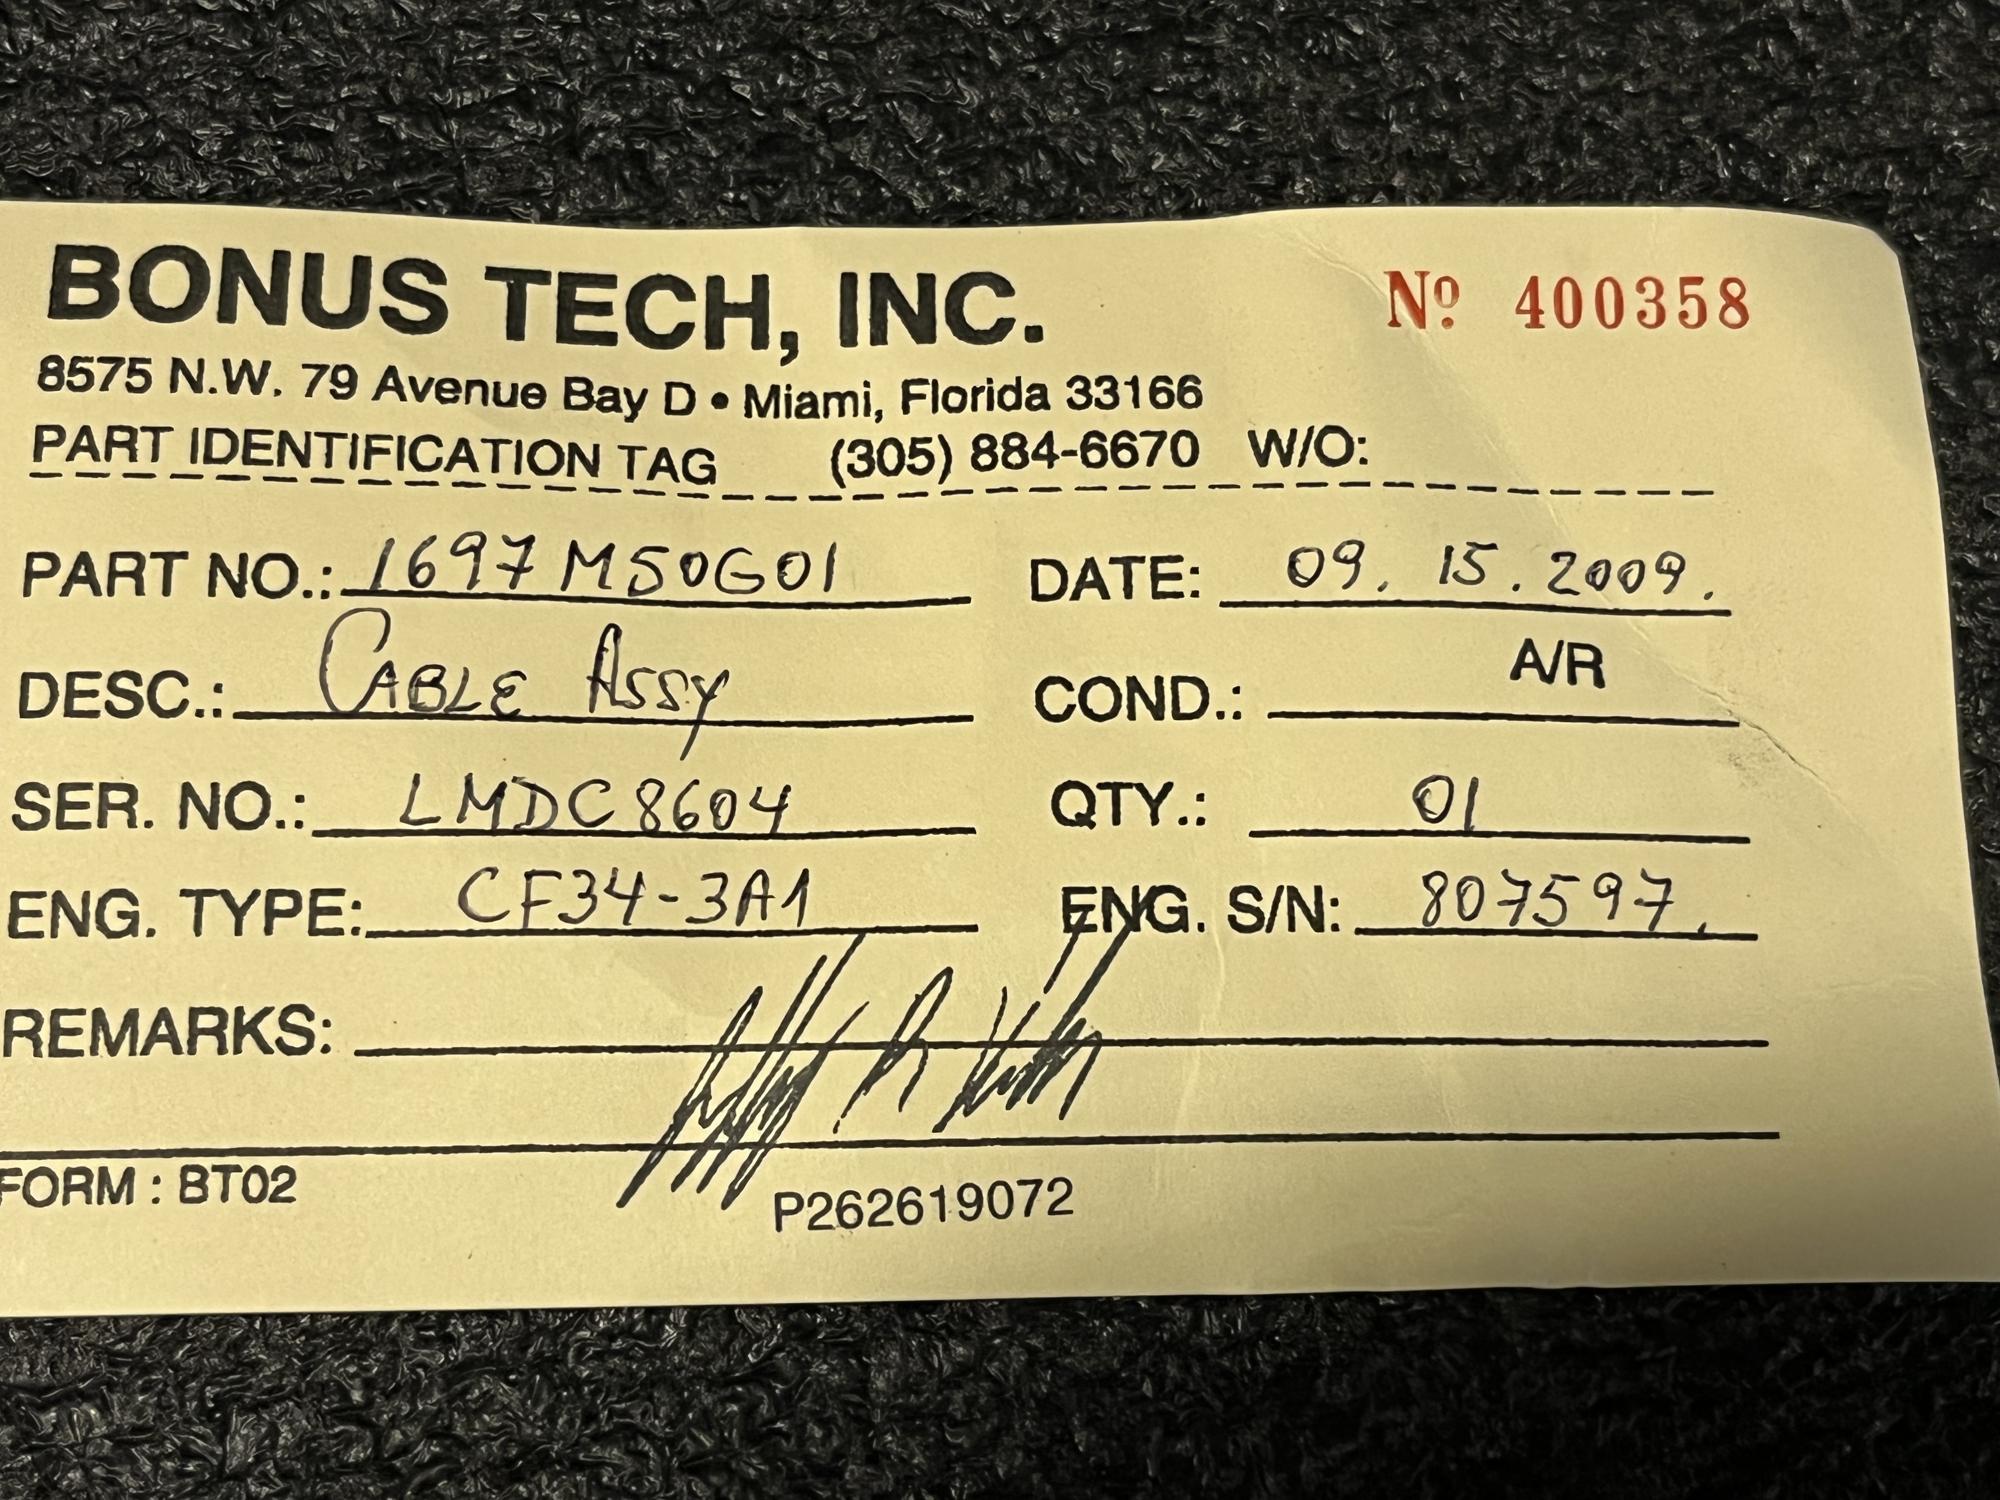 BONUS TECH, INC. Nº 400358
8575 N.W. 79 Avenue Bay D • Miami, Florida 33166
PART IDENTIFICATION TAG (305) 884-6670 W/O:
PART NO.: 1697M50G01 DATE: 09.15.2009.
DESC.: CABLE ASSY COND.: A/R
SER. NO.: LMDC8604 QTY.: 01
ENG. TYPE: CF34-3A1 ENG. S/N: 807597.
REMARKS:
FORM : BT02 P262619072